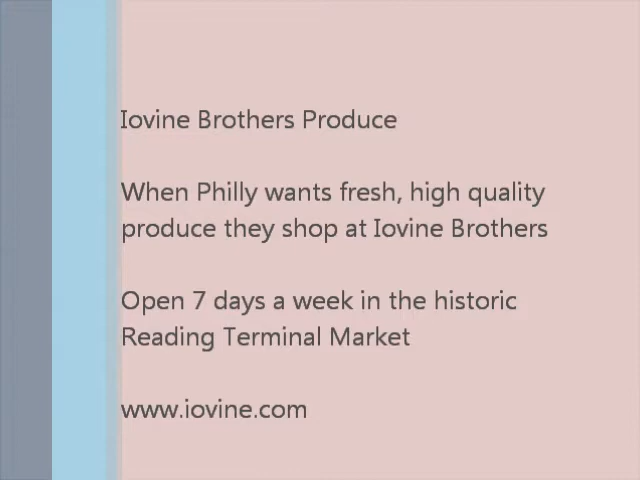 Iovine Brothers Produce
When Philly wants fresh, high quality
produce they shop at Iovine Brothers
Open 7 days a week in the historic
Reading Terminal Market
www.iovine.com